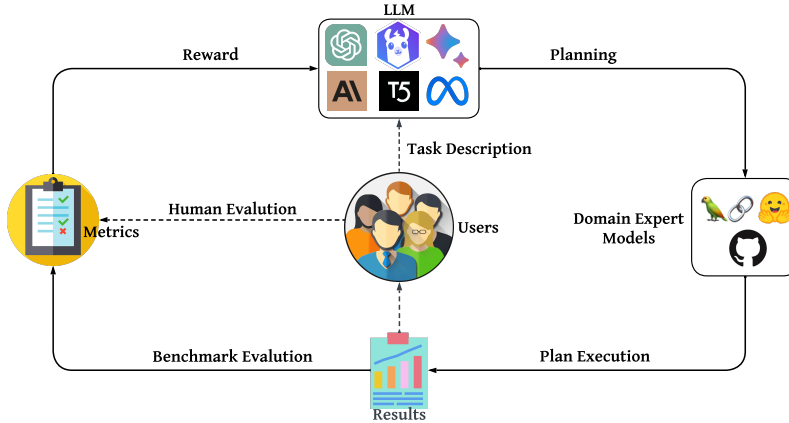 LLM
Reward
Planning
A\
T5
Task Description
Human Evalution
Metrics
Users
Domain Expert
Models
Benchmark Evalution
Plan Execution
Results